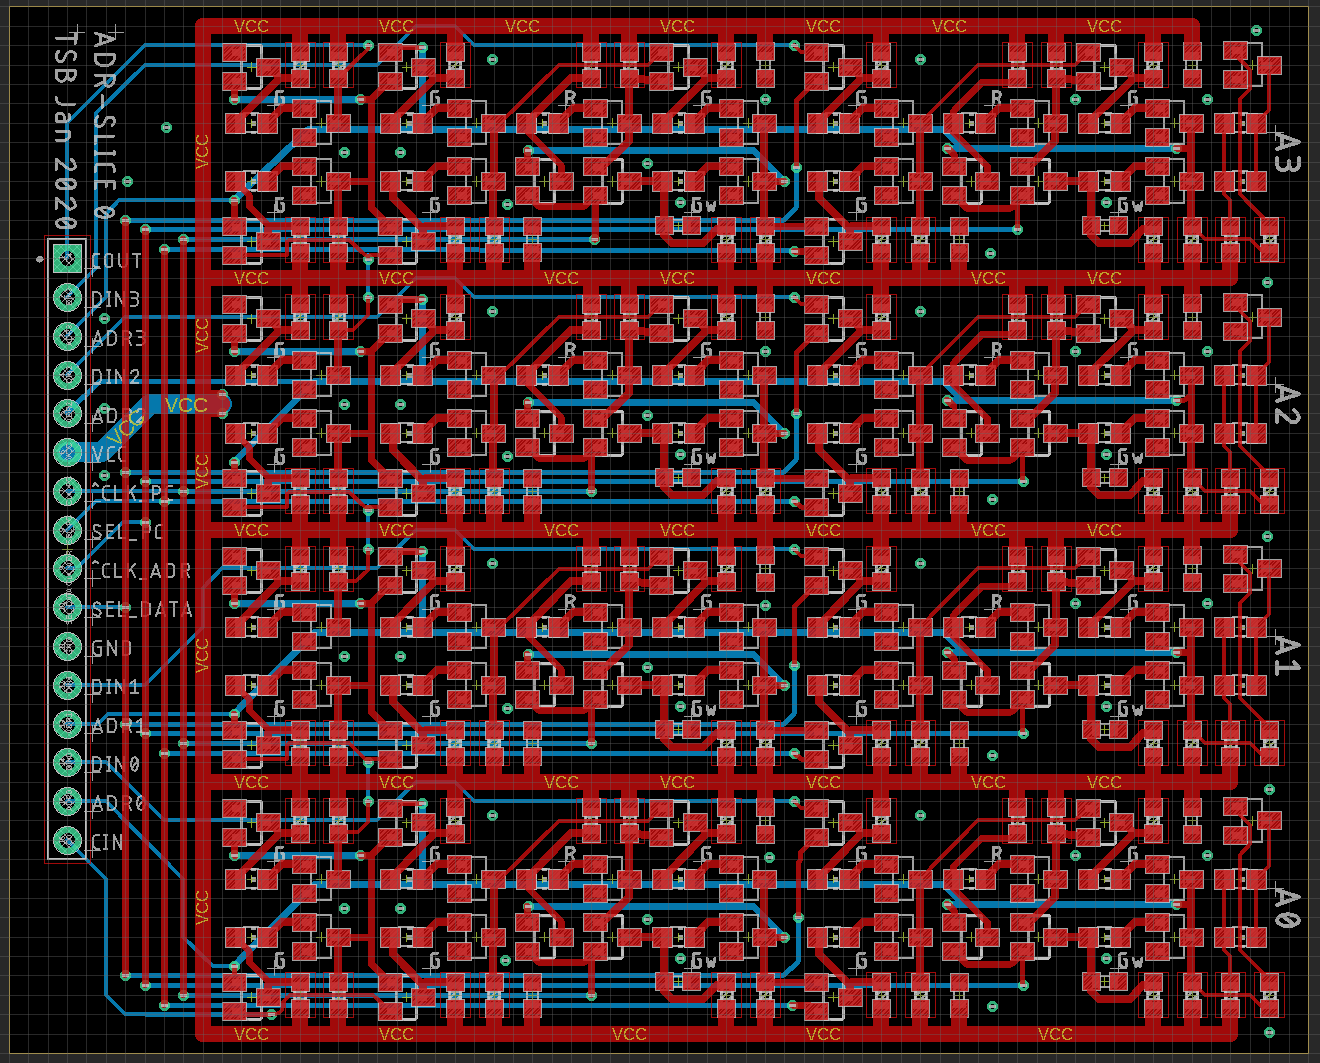 VCC VCC VCC VCC VCC VCC VCC
ADR-SLICE 0
TSB Jan 2020
G G R G G R G
VCC
A3
G G Gw G Gw
COUT
VCC VCC VCC VCC VCC VCC VCC
DIN3
ADR3
VCC
G G R G G R G
DIN2
A2
VCC
VCC
VCC
G G Gw G Gw
VCC
^CLK_PC
SEL_PC
VCC VCC VCC VCC VCC VCC VCC
^CLK_ADR
G G R G G R G
SEL_DATA
GND
VCC
A1
DIN1
G G Gw G Gw
ADR1
DIN0
VCC VCC VCC VCC VCC VCC VCC
ADR0
CIN
G G R G G R G
VCC
A0
G G Gw G Gw
VCC VCC VCC VCC VCC